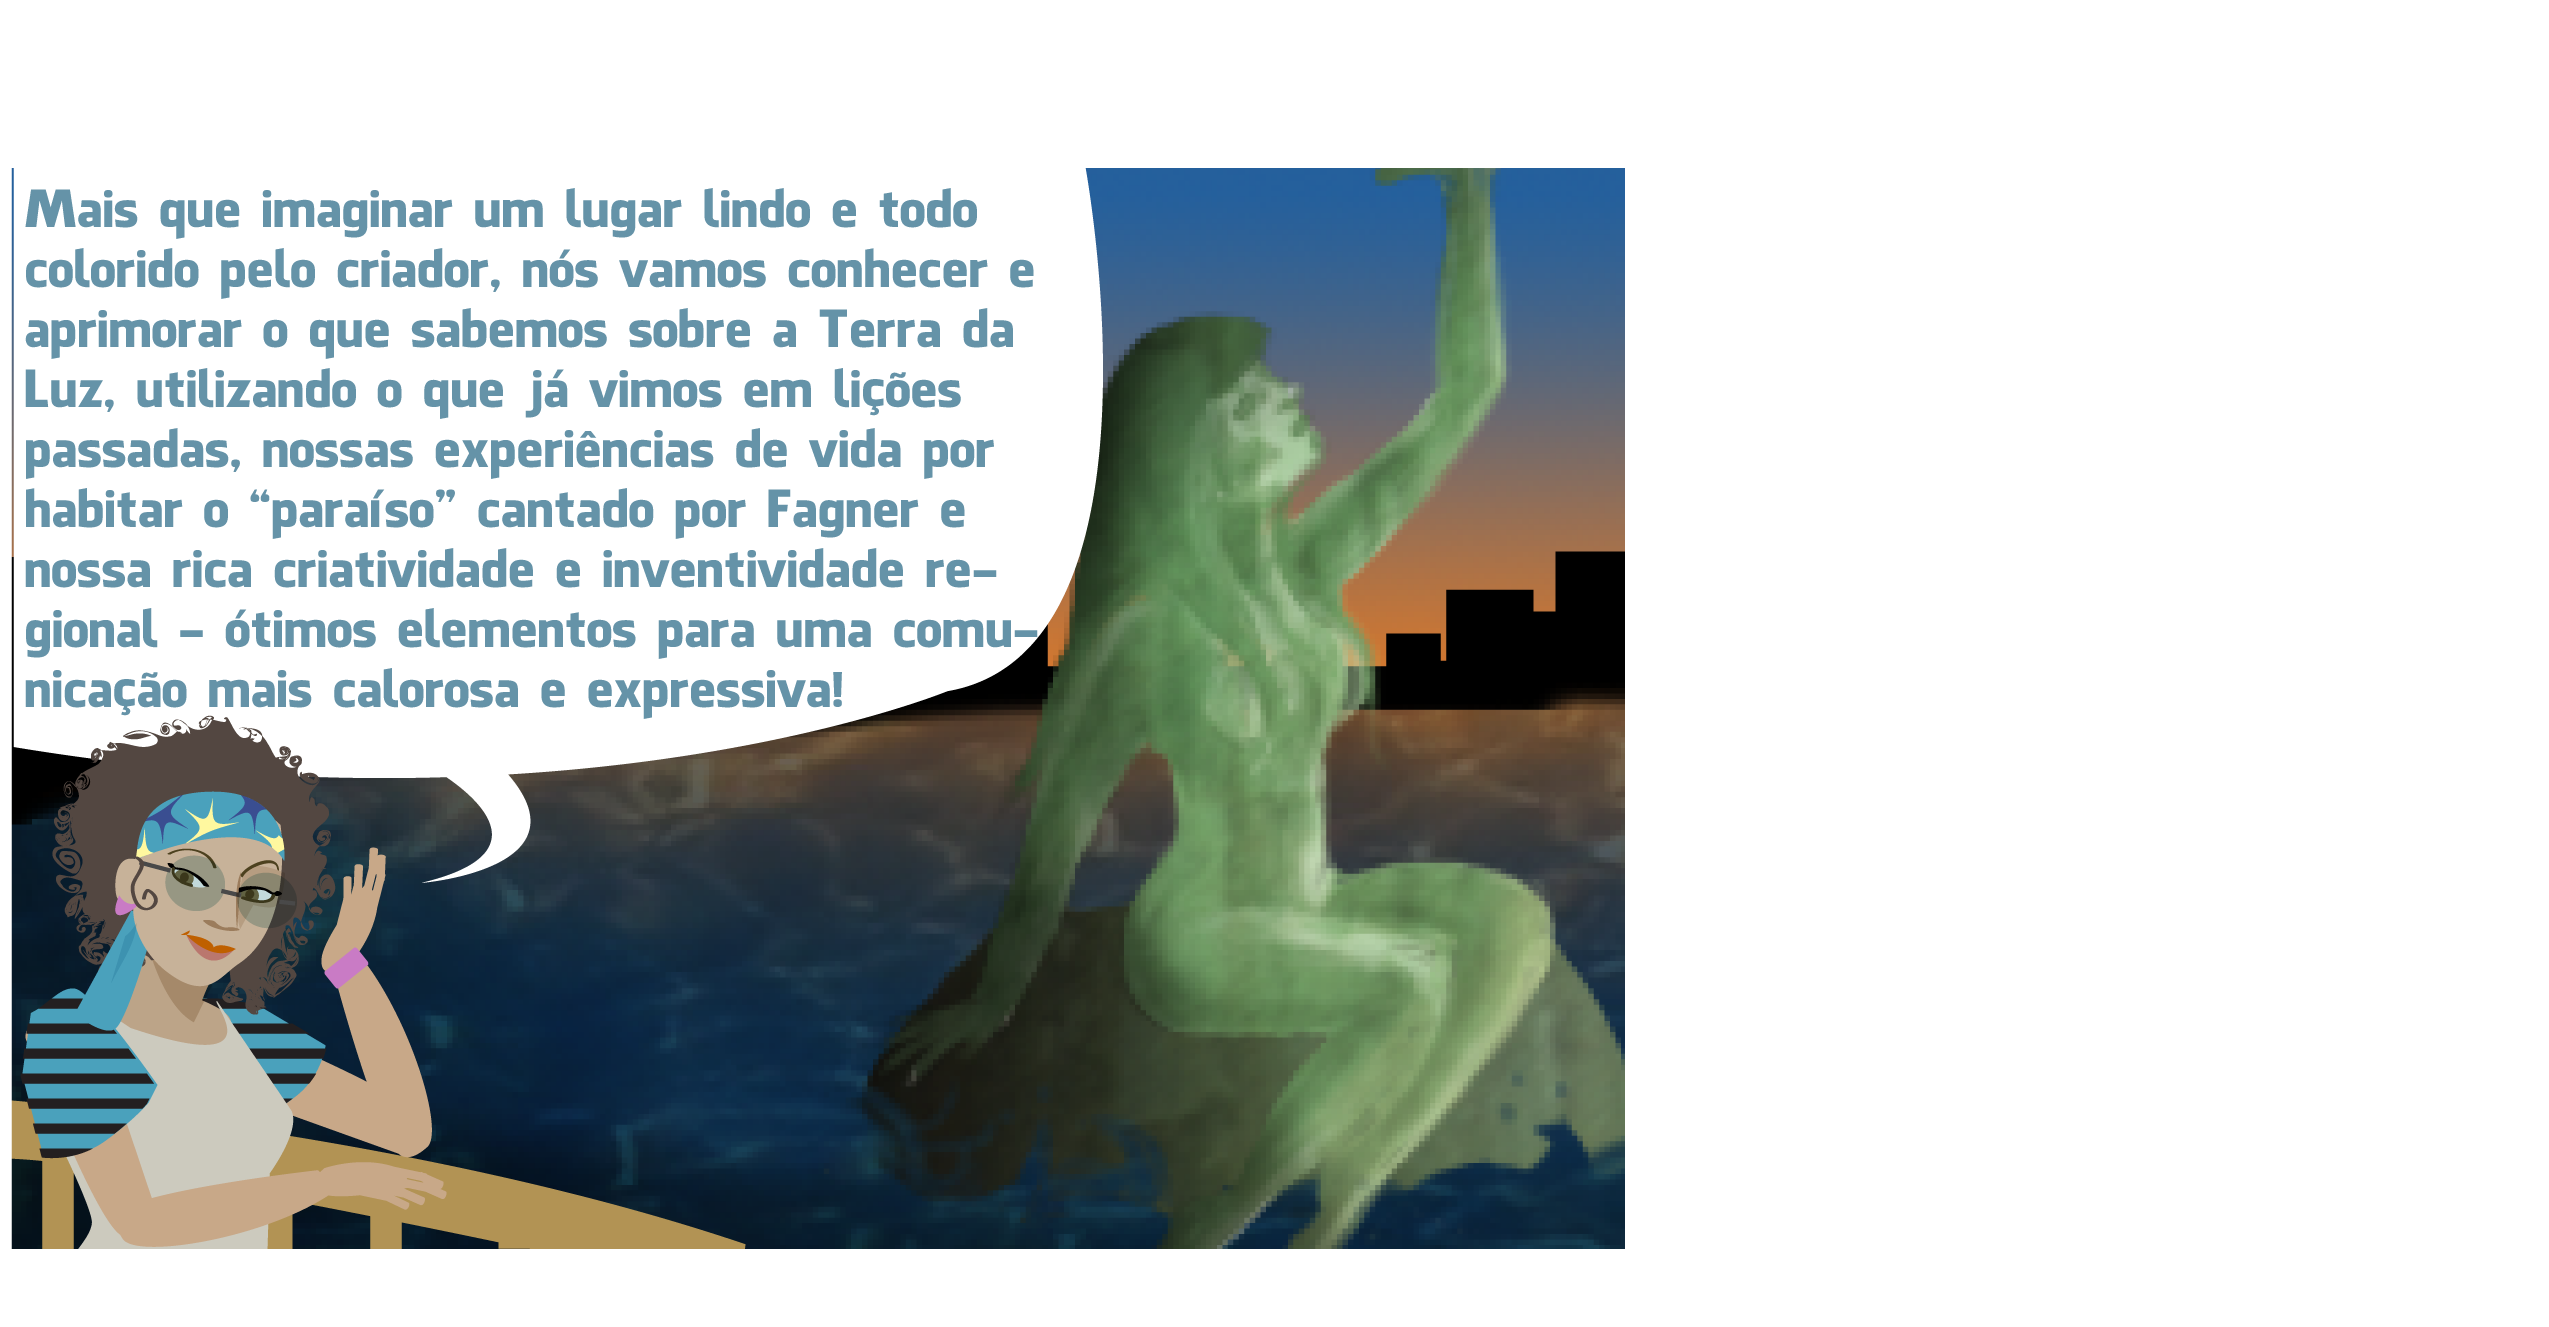 Mais que imaginar um lugar lindo e todo
colorido pelo criador, nós vamos conhecer e
aprimorar o que sabemos sobre a Terra da
Luz, utilizando o que já vimos em lições
passadas, nossas experiências de vida por
habitar o “paraíso” cantado por Fagner e
nossa rica criatividade e inventividade re-
gional - ótimos elementos para uma comu-
nicação mais calorosa e expressiva!